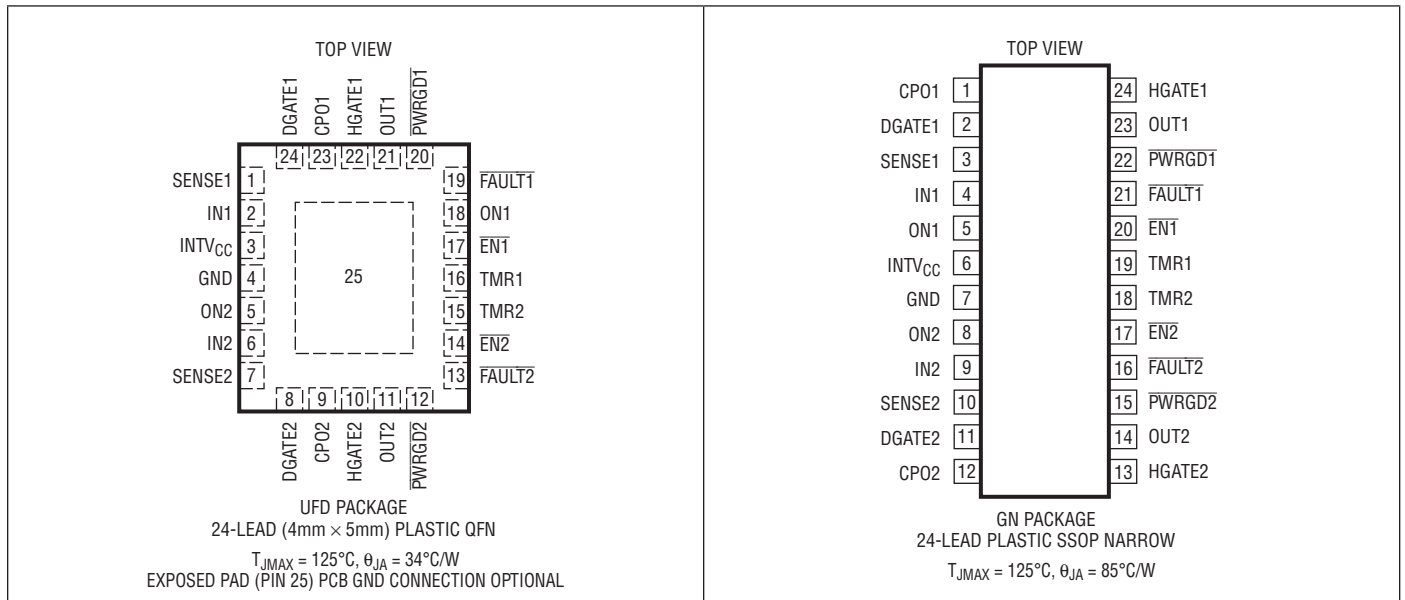 TOP VIEW
DGATE1
CPO1
HGATE1
OUT1
PWRGD1
24 23 22 21 20
SENSE1 1
IN1 2
INTVCC 3
GND 4
ON2 5
IN2 6
SENSE2 7
25
19 FAULT1
18 ON1
17 EN1
16 TMR1
15 TMR2
14 EN2
13 FAULT2
8 9 10 11 12
DGATE2
CPO2
HGATE2
OUT2
PWRGD2
UFD PACKAGE
24-LEAD (4mm × 5mm) PLASTIC QFN
TJMAX = 125°C, θJA = 34°C/W
EXPOSED PAD (PIN 25) PCB GND CONNECTION OPTIONAL
TOP VIEW
CPO1 1
DGATE1 2
SENSE1 3
IN1 4
ON1 5
INTVCC 6
GND 7
ON2 8
IN2 9
SENSE2 10
DGATE2 11
CPO2 12
24 HGATE1
23 OUT1
22 PWRGD1
21 FAULT1
20 EN1
19 TMR1
18 TMR2
17 EN2
16 FAULT2
15 PWRGD2
14 OUT2
13 HGATE2
GN PACKAGE
24-LEAD PLASTIC SSOP NARROW
TJMAX = 125°C, θJA = 85°C/W